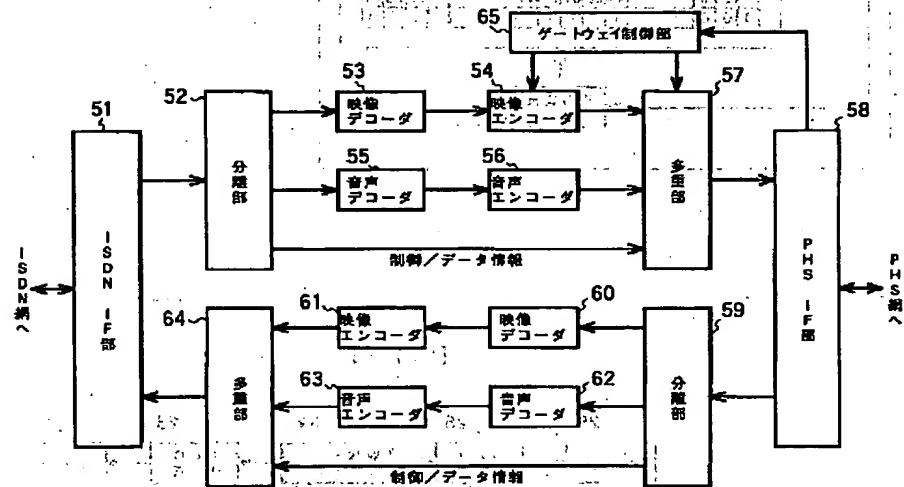 65
ゲートウェイ制御部
53
54
57
52
映像
デコーダ
映像
エンコーダ
58
51
55
56
分離部
音声
デコーダ
音声
エンコーダ
多重部
ISDN網へ
ISDN IF部
制御/データ情報
PHS IF部
PHS網へ
61
60
64
映像
エンコーダ
映像
デコーダ
59
63
62
多重部
音声
エンコーダ
音声
デコーダ
分離部
制御/データ情報